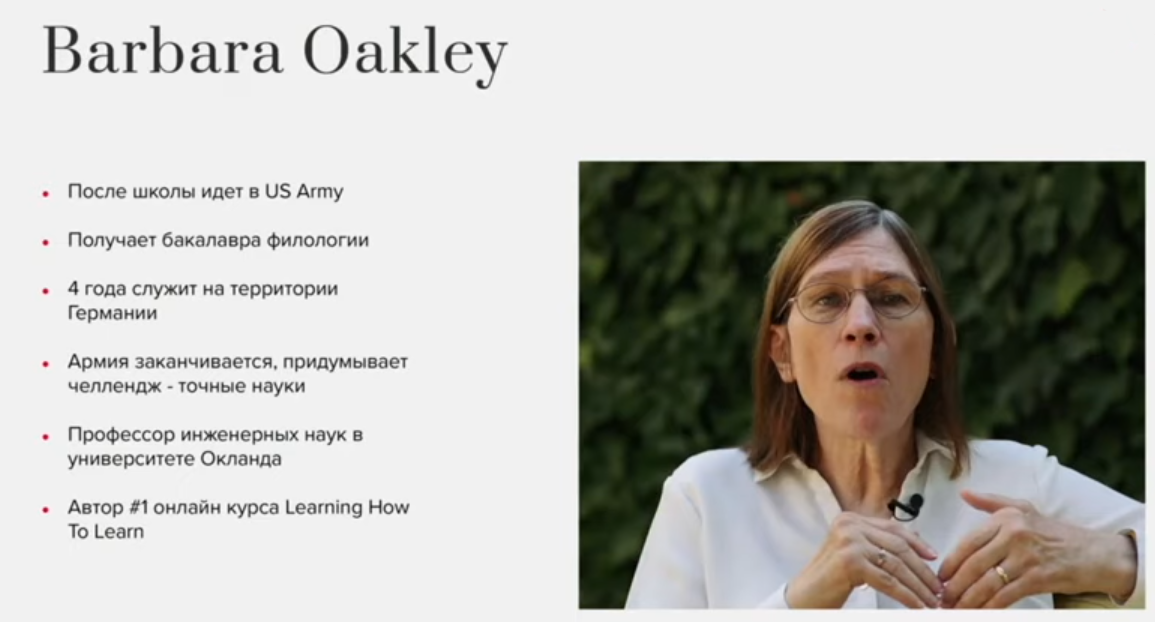 Barbara Oakley
• После школы идет в US Army
• Получает бакалавра филологии
• 4 года служит на территории
Германии
• Армия заканчивается, придумывает
челлендж - точные науки
• Профессор инженерных наук в
университете Окланда
• Автор #1 онлайн курса Learning How
To Learn